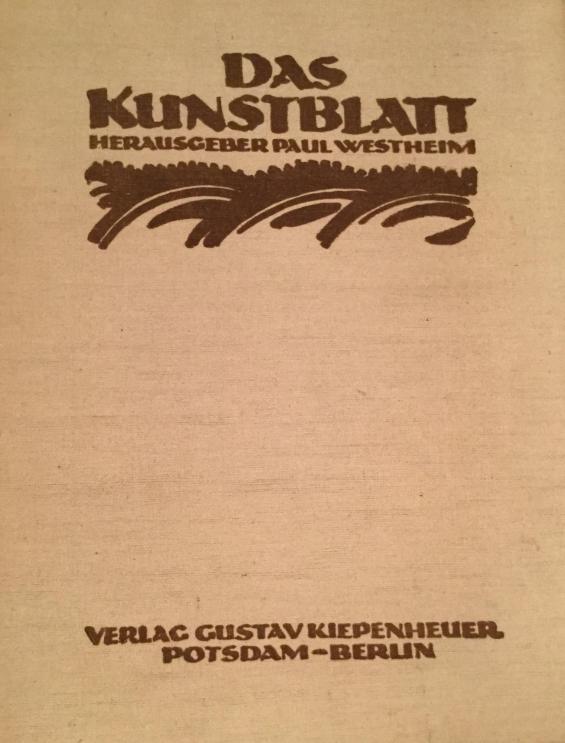 DAS
KUNSTBLATT
HERAUSGEBER PAUL WESTHEIM
VERLAG GUSTAV KIEPENHEUER
POTSDAM–BERLIN